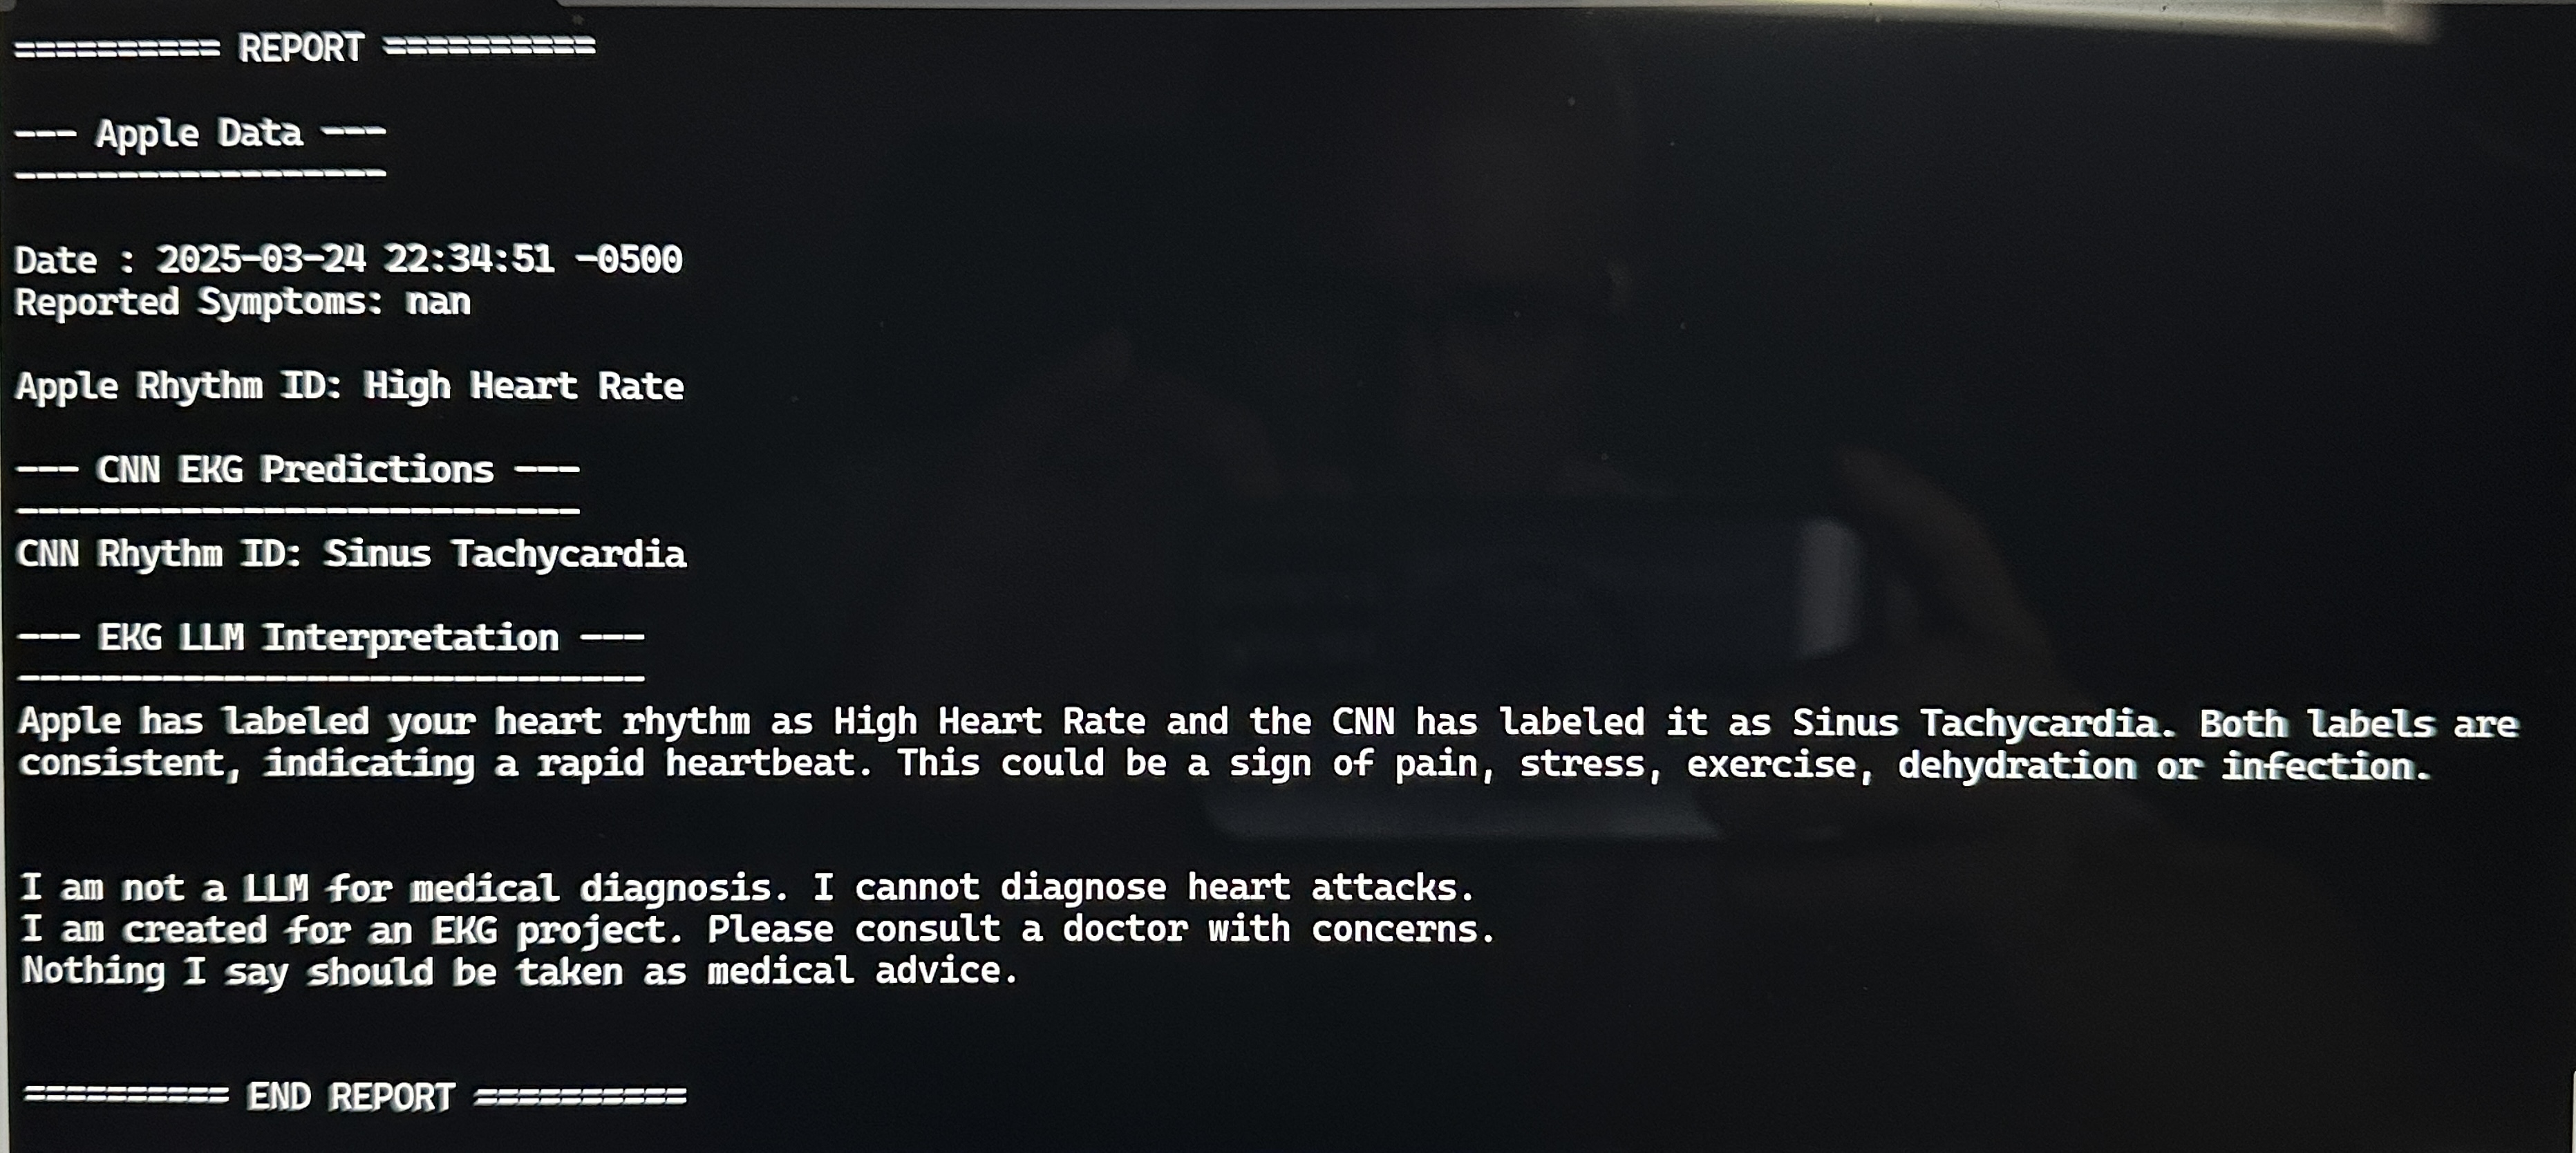 ========== REPORT ==========
--- Apple Data ---
------------------
Date : 2025-03-24 22:34:51 -0500
Reported Symptoms: nan
Apple Rhythm ID: High Heart Rate
--- CNN EKG Predictions ---
---------------------------
CNN Rhythm ID: Sinus Tachycardia
--- EKG LLM Interpretation ---
------------------------------
Apple has labeled your heart rhythm as High Heart Rate and the CNN has labeled it as Sinus Tachycardia. Both labels are
consistent, indicating a rapid heartbeat. This could be a sign of pain, stress, exercise, dehydration or infection.
I am not a LLM for medical diagnosis. I cannot diagnose heart attacks.
I am created for an EKG project. Please consult a doctor with concerns.
Nothing I say should be taken as medical advice.
========== END REPORT ==========